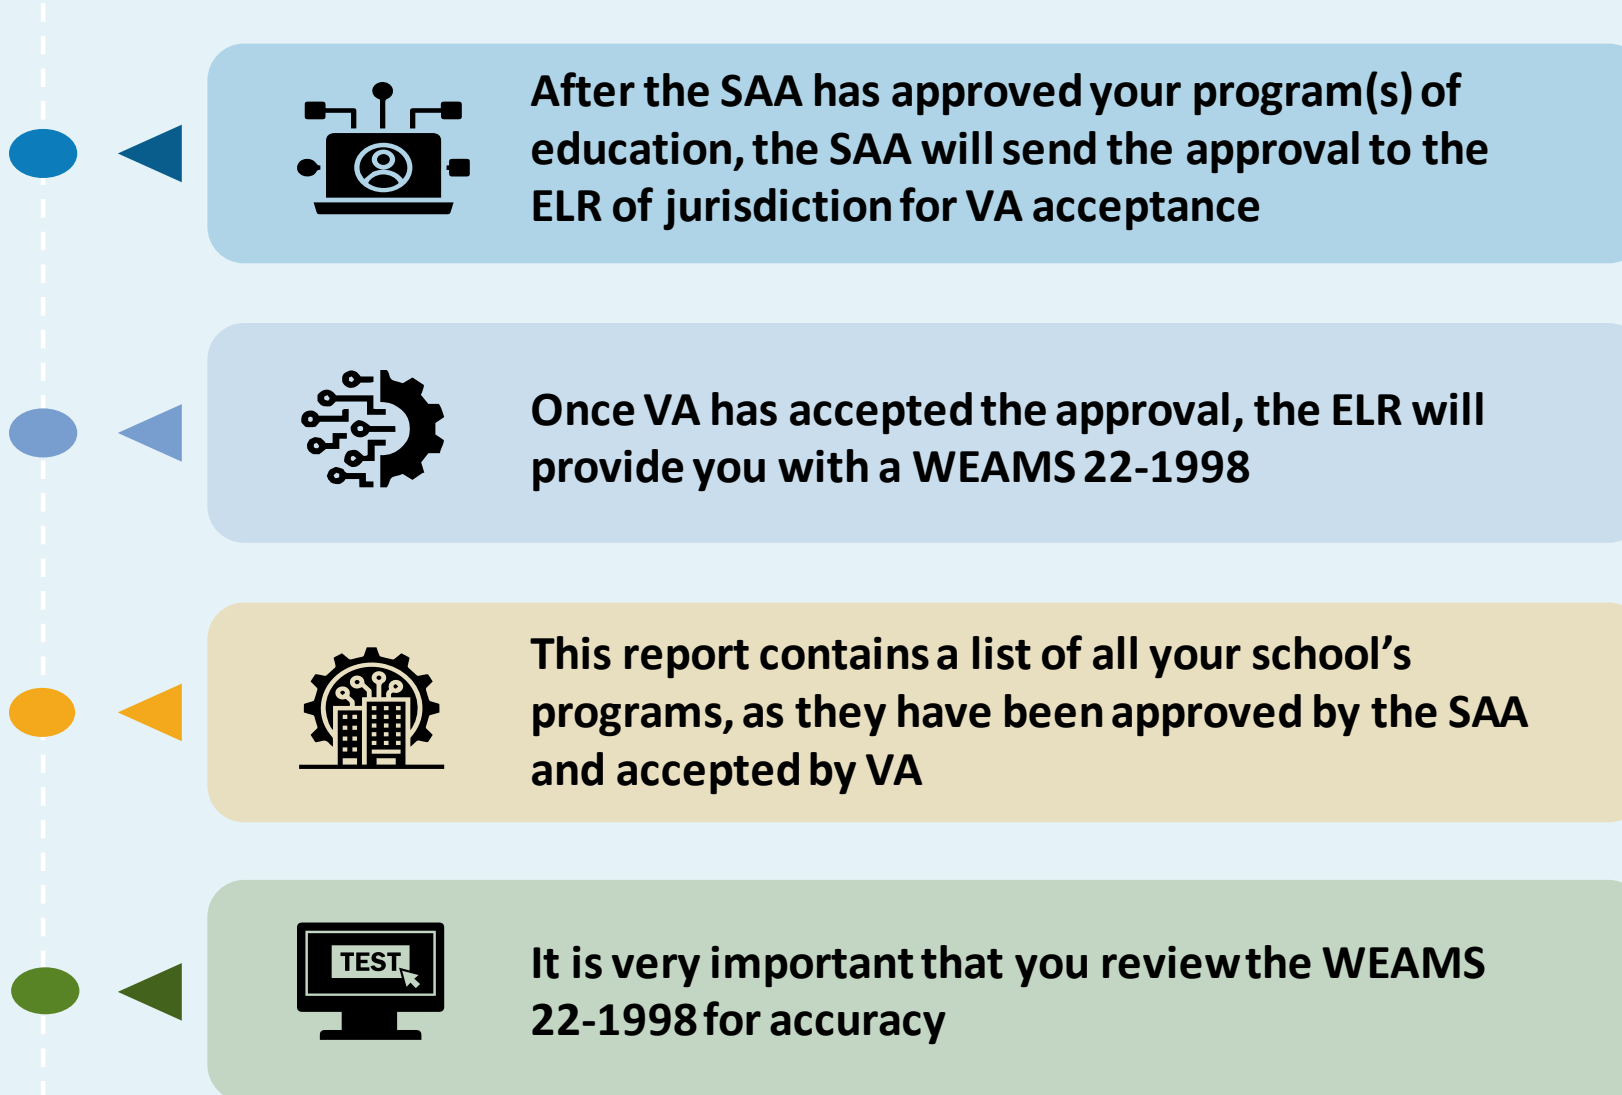 After the SAA has approved your program(s) of
education, the SAA will send the approval to the
ELR of jurisdiction for VA acceptance
Once VA has accepted the approval, the ELR will
provide you with a WEAMS 22-1998
This report contains a list of all your school’s
programs, as they have been approved by the SAA
and accepted by VA
TEST
It is very important that you review the WEAMS
22-1998 for accuracy